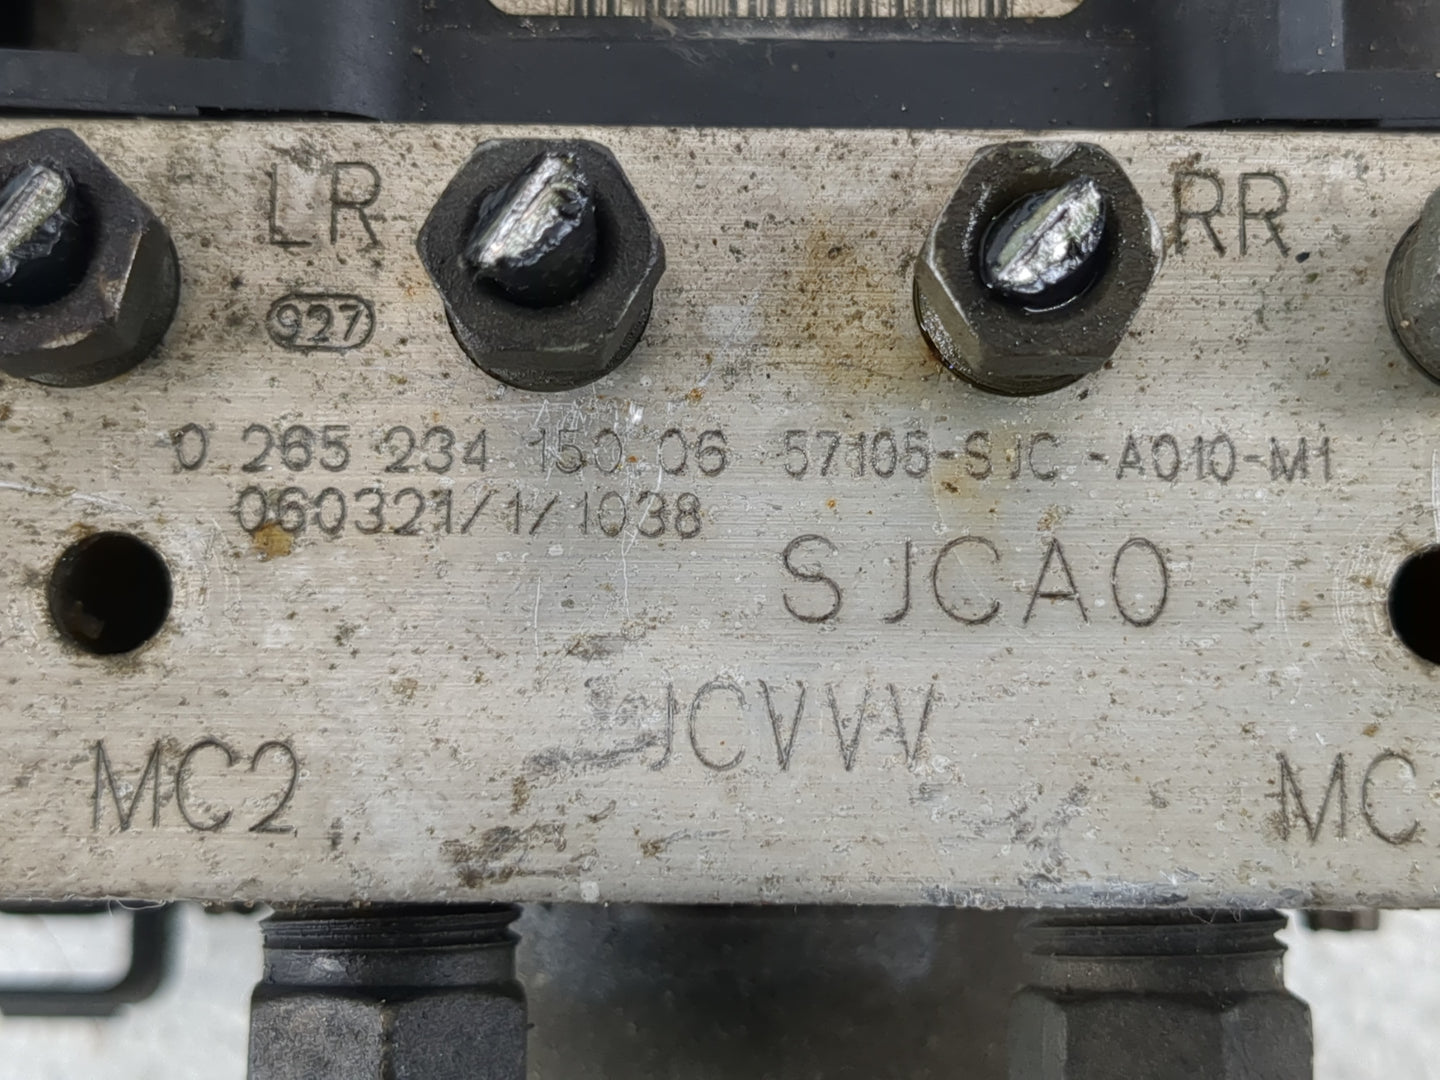 LR
RR
927
0 265 234 150 06 57105-SJC -A010-M1
060321/1/1038
SJCA0
JCVVV
MC2
MC